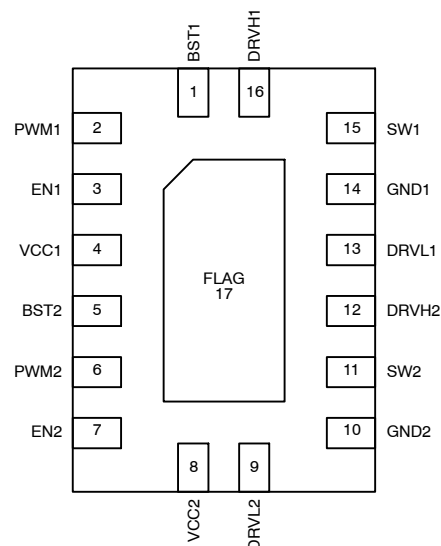 BST1
DRVH1
1
16
PWM1
2
15
SW1
EN1
3
14
GND1
VCC1
4
13
DRVL1
FLAG
17
BST2
5
12
DRVH2
PWM2
6
11
SW2
EN2
7
10
GND2
8
9
VCC2
DRVL2